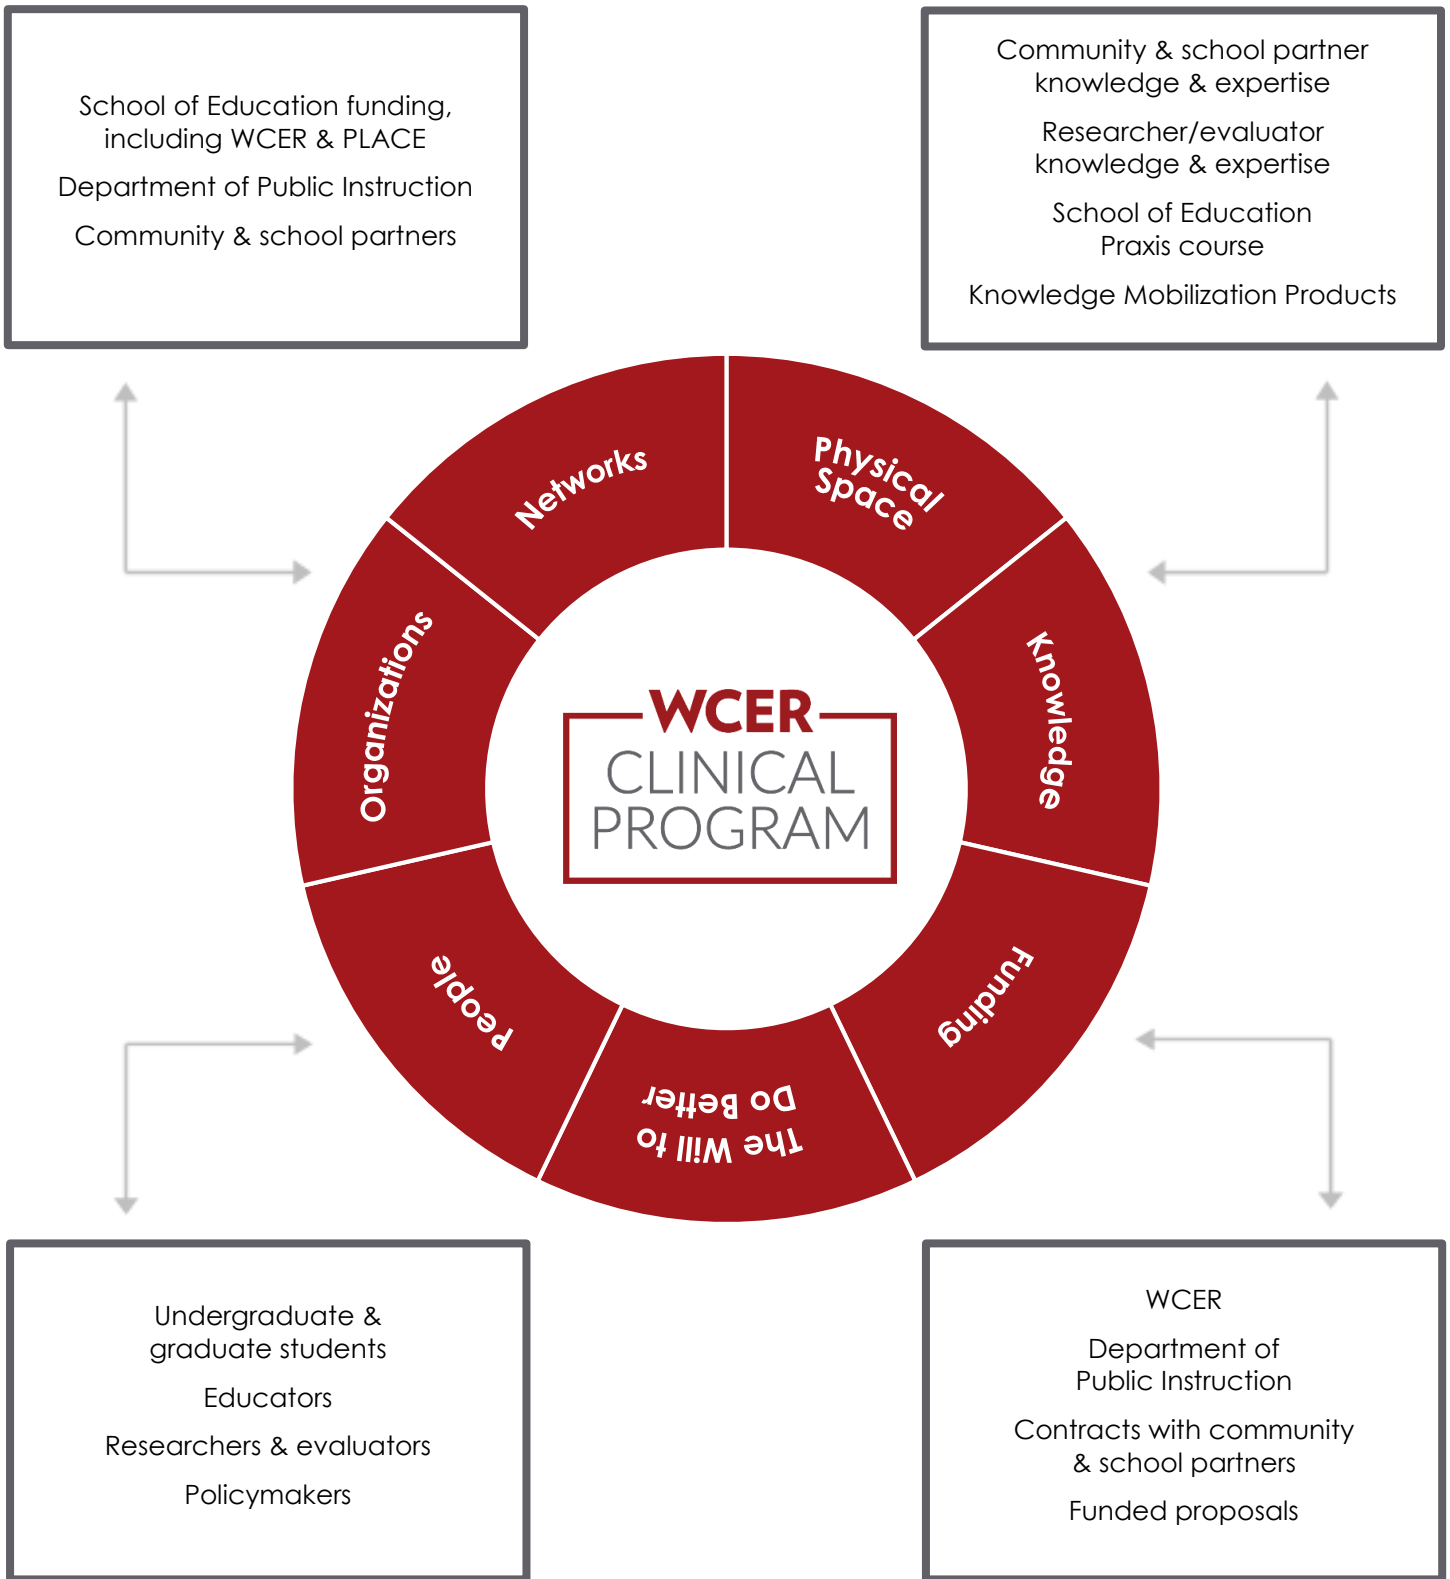 School of Education funding,
including WCER & PLACE
Department of Public Instruction
Community & school partners
Community & school partner
knowledge & expertise
Researcher/evaluator
knowledge & expertise
School of Education
Praxis course
Knowledge Mobilization Products
Networks
Physical
Space
Organizations
Knowledge
WCER
CLINICAL
PROGRAM
People
Funding
The Will to
Do Better
Undergraduate &
graduate students
Educators
Researchers & evaluators
Policymakers
WCER
Department of
Public Instruction
Contracts with community
& school partners
Funded proposals